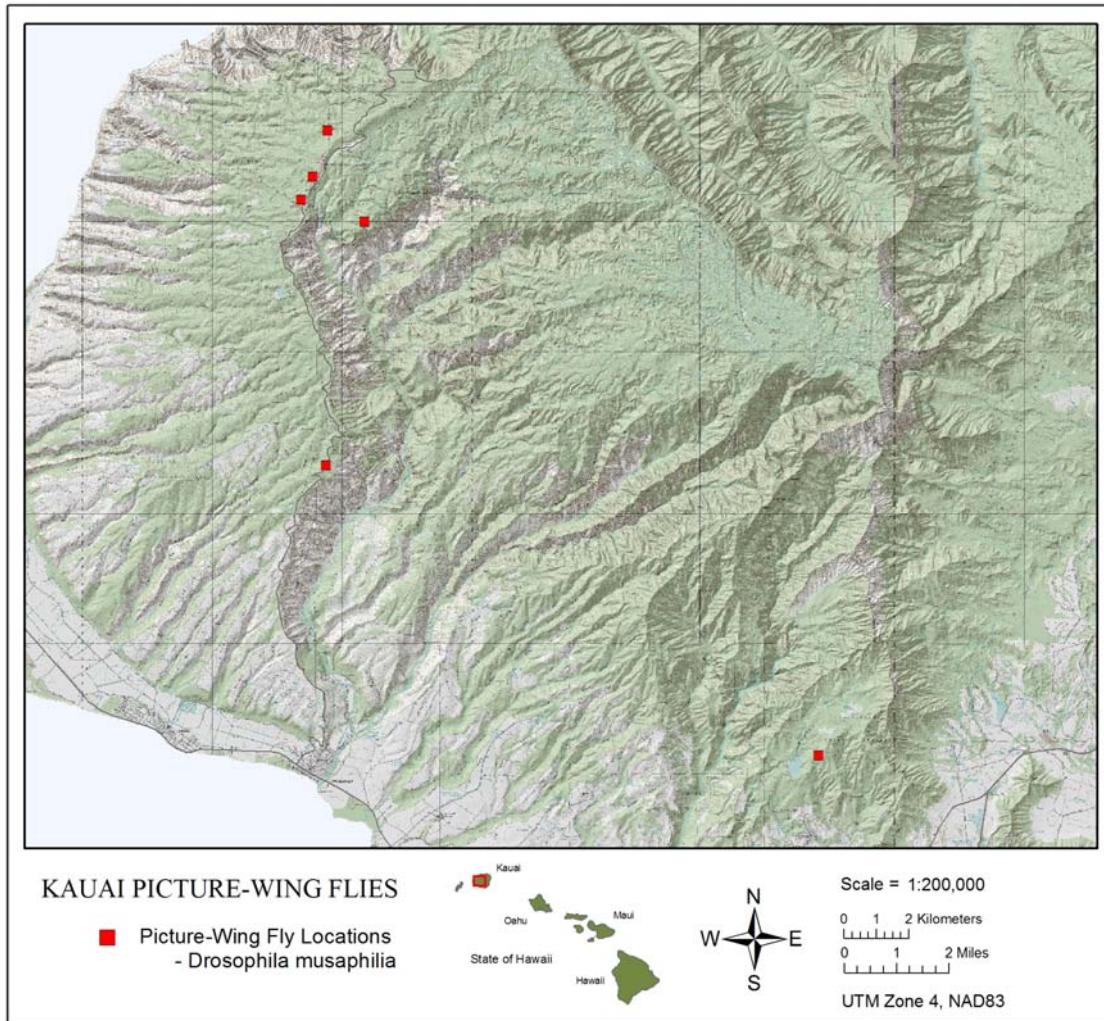 KAUAI PICTURE-WING FLIES
Picture-Wing Fly Locations
- Drosophila musaphilia
Kauai
Oahu
Maui
State of Hawaii
Hawaii
N
W E
S
Scale = 1:200,000
0 1 2 Kilometers
0 1 2 Miles
UTM Zone 4, NAD83